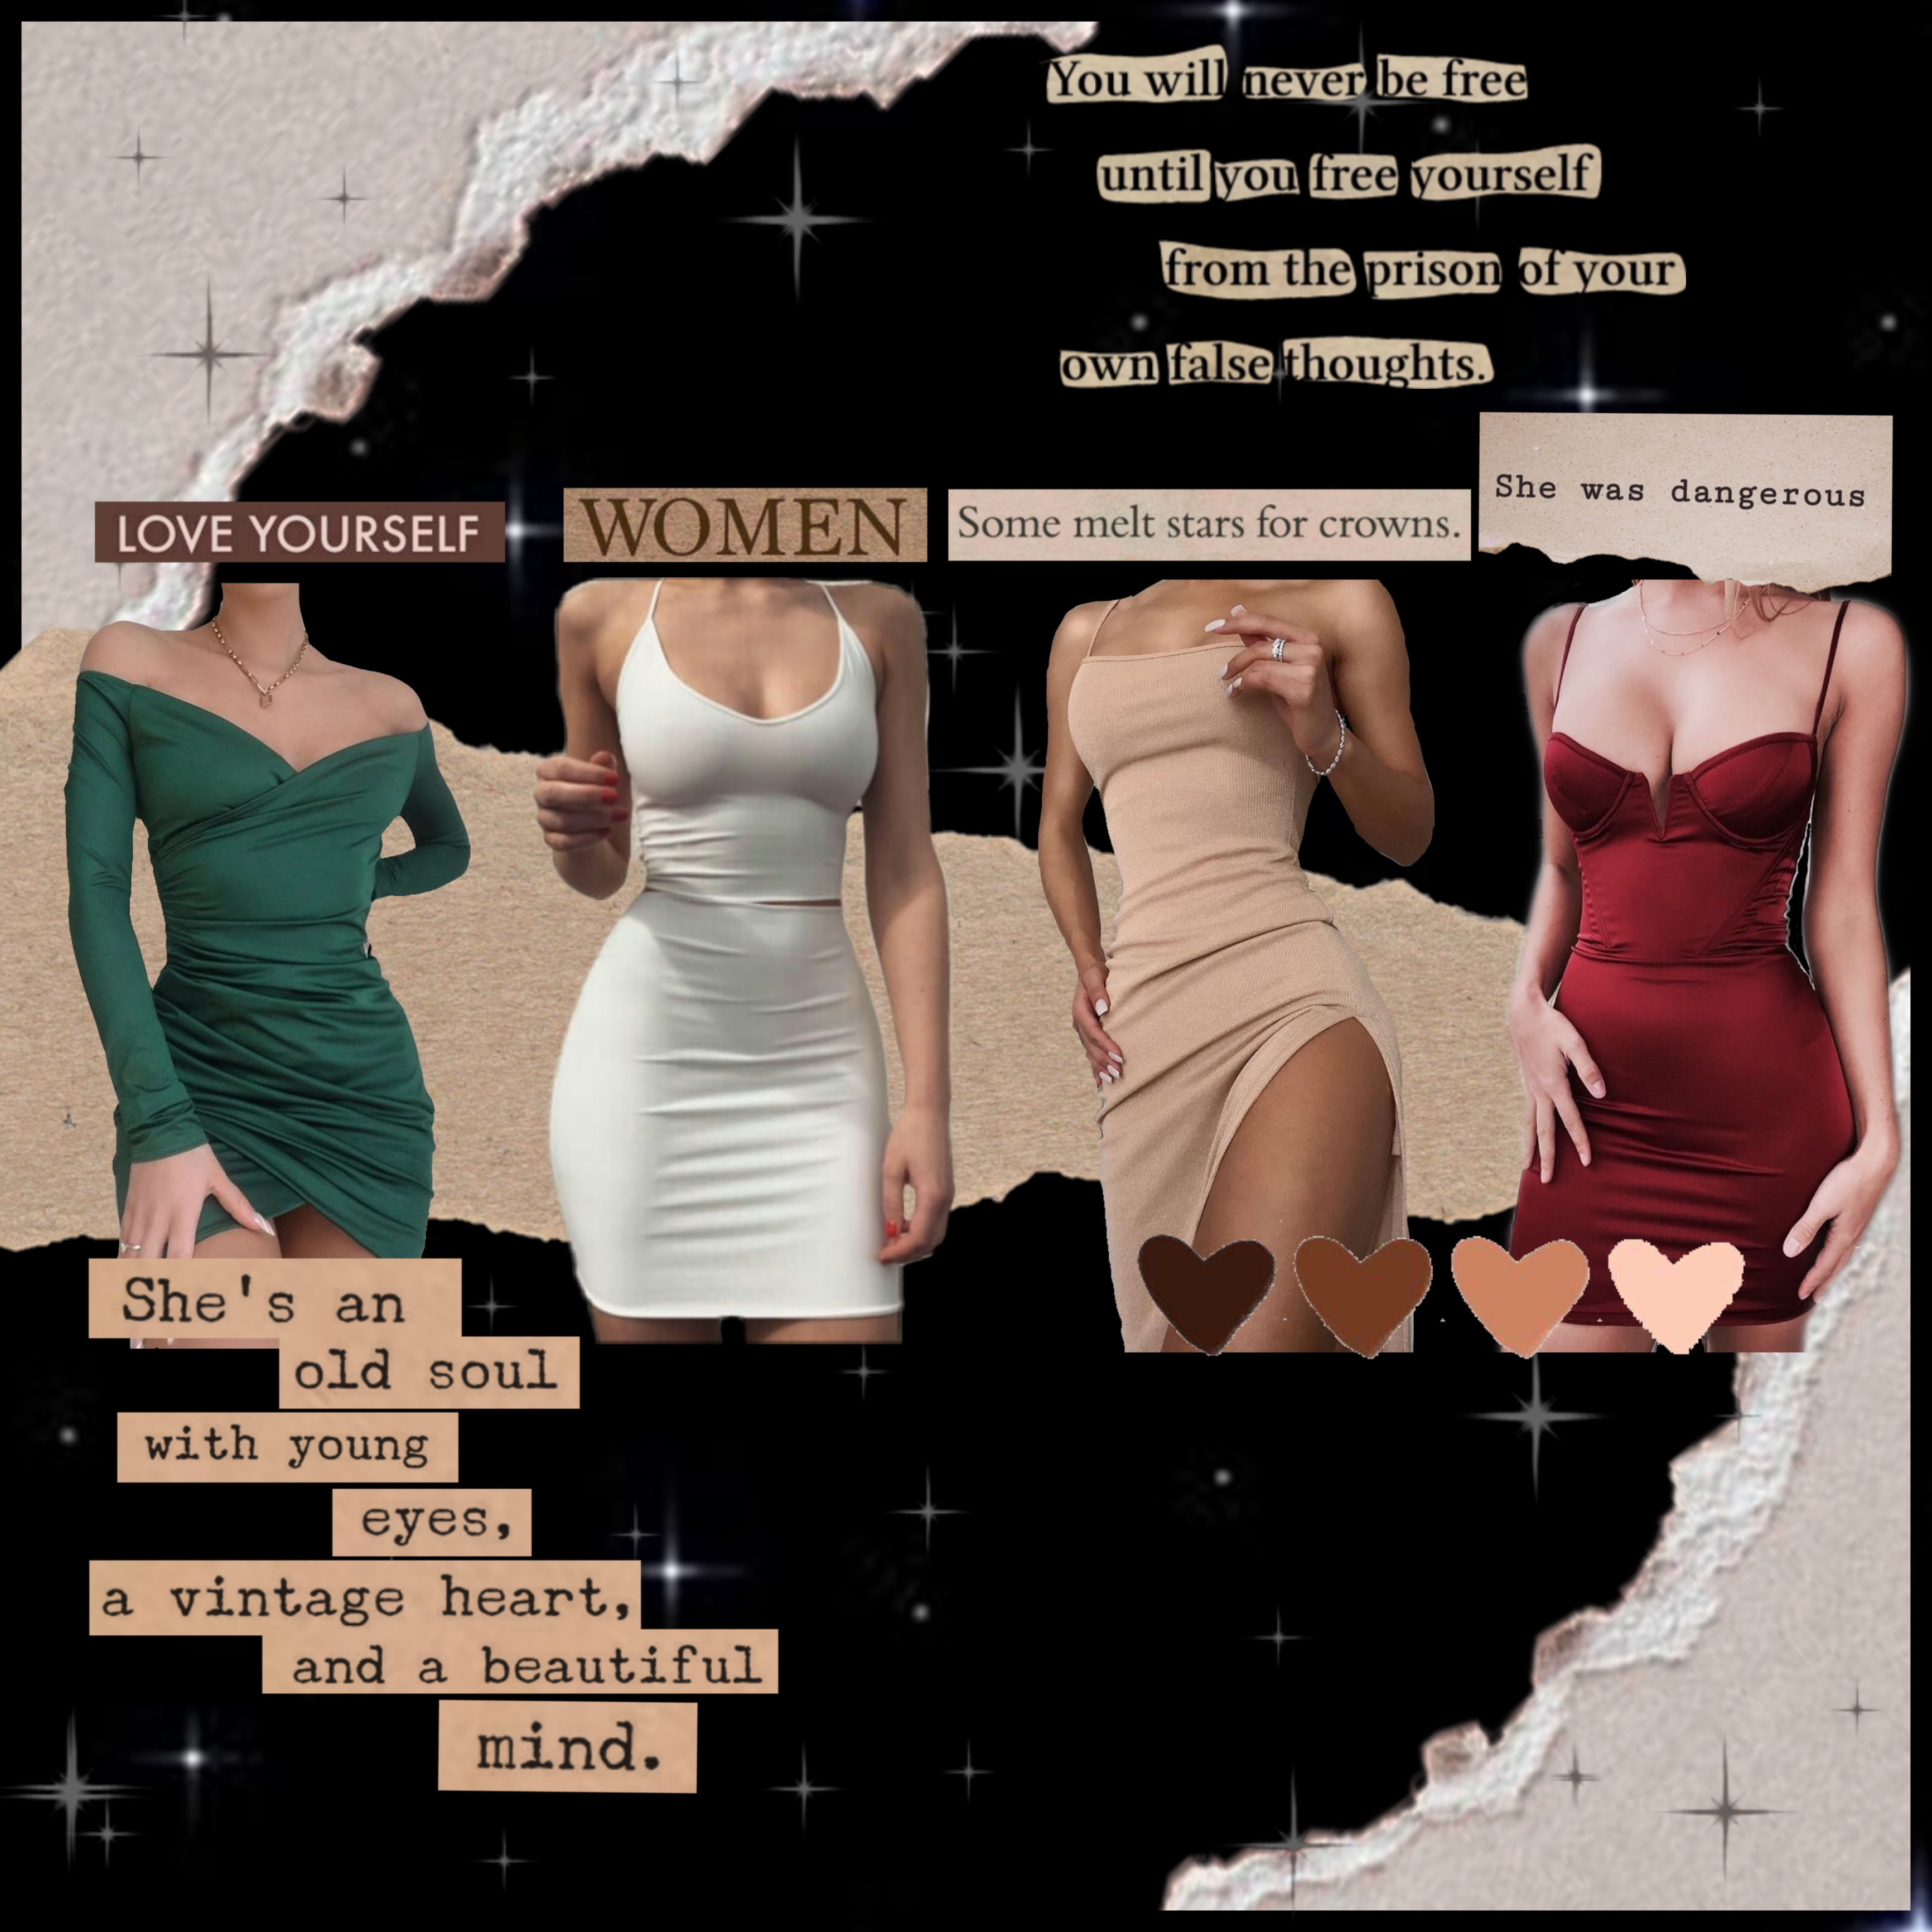 You will never be free
until you free yourself
from the prison of your
own false thoughts.
LOVE YOURSELF
WOMEN
Some melt stars for crowns.
She was dangerous
She's an
old soul
with young
eyes,
a vintage heart,
and a beautiful
mind.